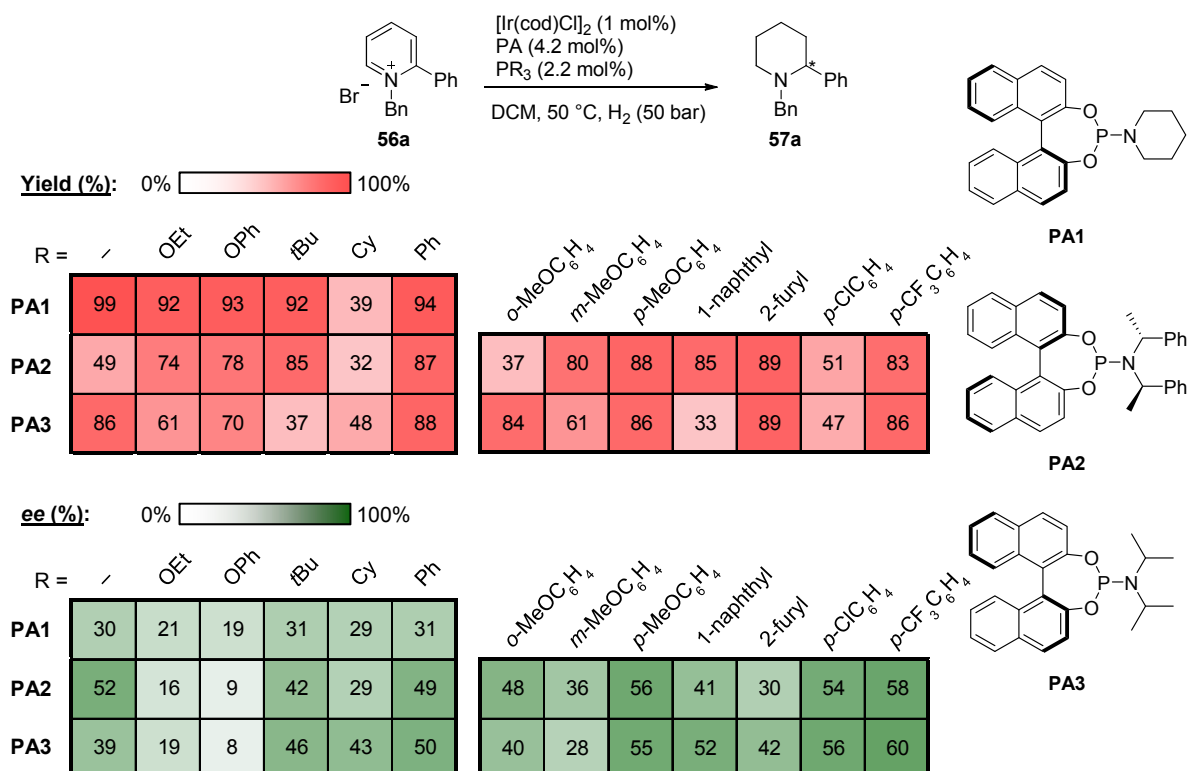 [Ir(cod)Cl]2 (1 mol%)
PA (4.2 mol%)
PR3 (2.2 mol%)
DCM, 50 °C, H2 (50 bar)
N
+
Ph
Br−
Bn
56a
*
N
Ph
Bn
57a
O
P
N
O
PA1
Yield (%): 0% 100%
R = – OEt OPh tBu Cy Ph o-MeOC6H4 m-MeOC6H4 p-MeOC6H4 1-naphthyl 2-furyl p-ClC6H4 p-CF3C6H4
PA1 99 92 93 92 39 94
PA2 49 74 78 85 32 87 37 80 88 85 89 51 83
PA3 86 61 70 37 48 88 84 61 86 33 89 47 86
O
P
N
O
Ph
Ph
PA2
ee (%): 0% 100%
R = – OEt OPh tBu Cy Ph o-MeOC6H4 m-MeOC6H4 p-MeOC6H4 1-naphthyl 2-furyl p-ClC6H4 p-CF3C6H4
PA1 30 21 19 31 29 31
PA2 52 16 9 42 29 49 48 36 56 41 30 54 58
PA3 39 19 8 46 43 50 40 28 55 52 42 56 60
O
P
N
O
PA3